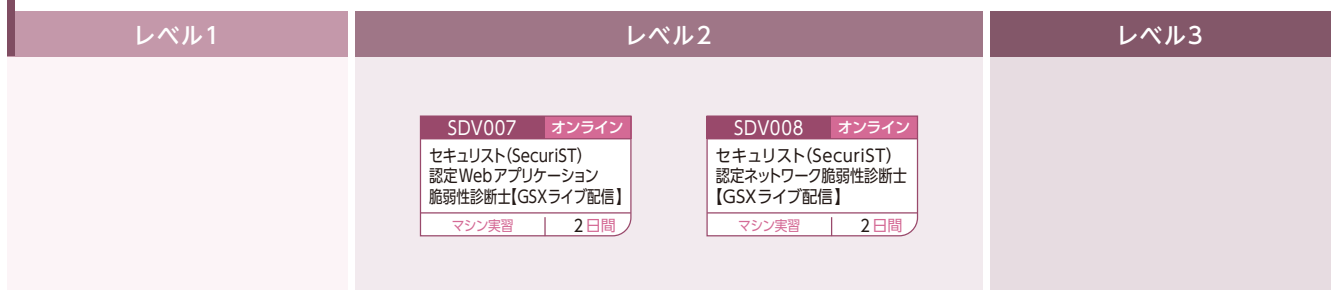 レベル1
レベル2
レベル3
SDV007 オンライン
セキュリスト(SecuriST)
認定Webアプリケーション
脆弱性診断士【GSXライブ配信】
マシン実習 2日間
SDV008 オンライン
セキュリスト(SecuriST)
認定ネットワーク脆弱性診断士
【GSXライブ配信】
マシン実習 2日間